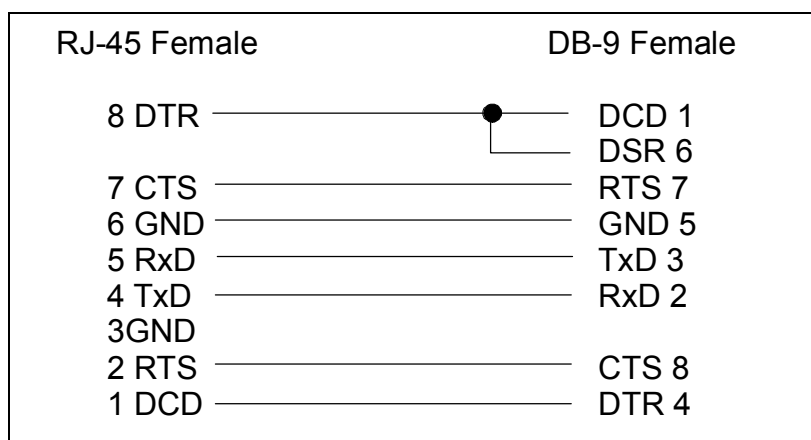 RJ-45 Female DB-9 Female
8 DTR DCD 1
DSR 6
7 CTS RTS 7
6 GND GND 5
5 RxD TxD 3
4 TxD RxD 2
3GND
2 RTS CTS 8
1 DCD DTR 4